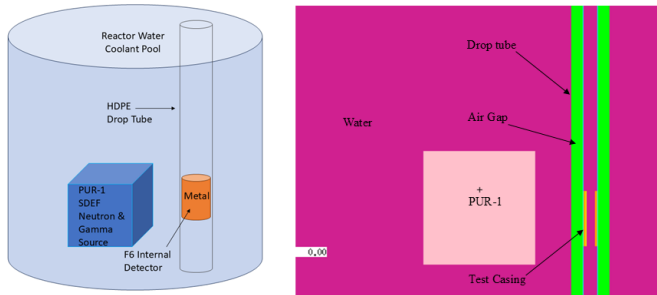 Reactor Water
Coolant Pool
HDPE
Drop Tube
PUR-1
SDEF
Neutron &
Gamma
Source
Metal
F6 Internal
Detector
Drop tube
Air Gap
Water
+
PUR-1
0.00
Test Casing